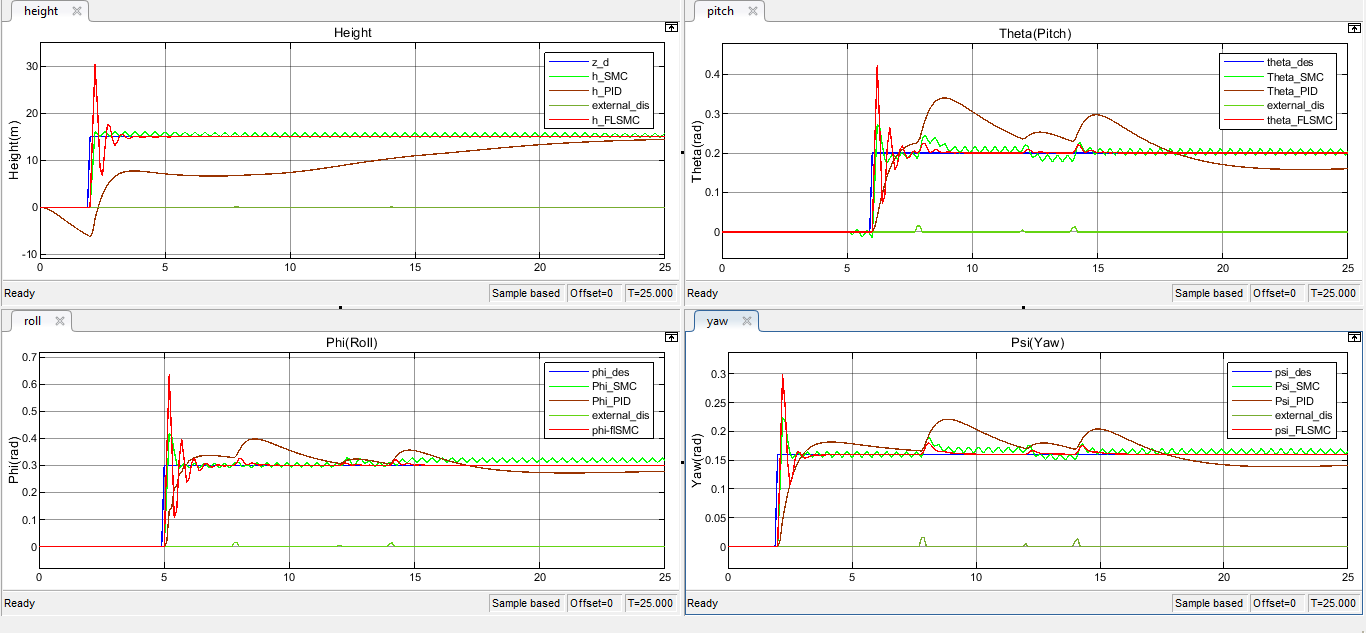 height
Height
30
20
10
0
-10
Height(m)
z_d
h_SMC
h_PID
external_dis
h_FLSMC
0 5 10 15 20 25
Ready Sample based Offset=0 T=25.000
pitch
Theta(Pitch)
0.4
0.3
0.2
0.1
0
Theta(rad)
theta_des
Theta_SMC
Theta_PID
external_dis
theta_FLSMC
0 5 10 15 20 25
Ready Sample based Offset=0 T=25.000
roll
Phi(Roll)
0.7
0.6
0.5
0.4
0.3
0.2
0.1
0
Phi(rad)
phi_des
Phi_SMC
Phi_PID
external_dis
phi-flSMC
0 5 10 15 20 25
Ready Sample based Offset=0 T=25.000
yaw
Psi(Yaw)
0.3
0.25
0.2
0.15
0.1
0.05
0
Yaw(rad)
psi_des
Psi_SMC
Psi_PID
external_dis
psi_FLSMC
0 5 10 15 20 25
Ready Sample based Offset=0 T=25.000